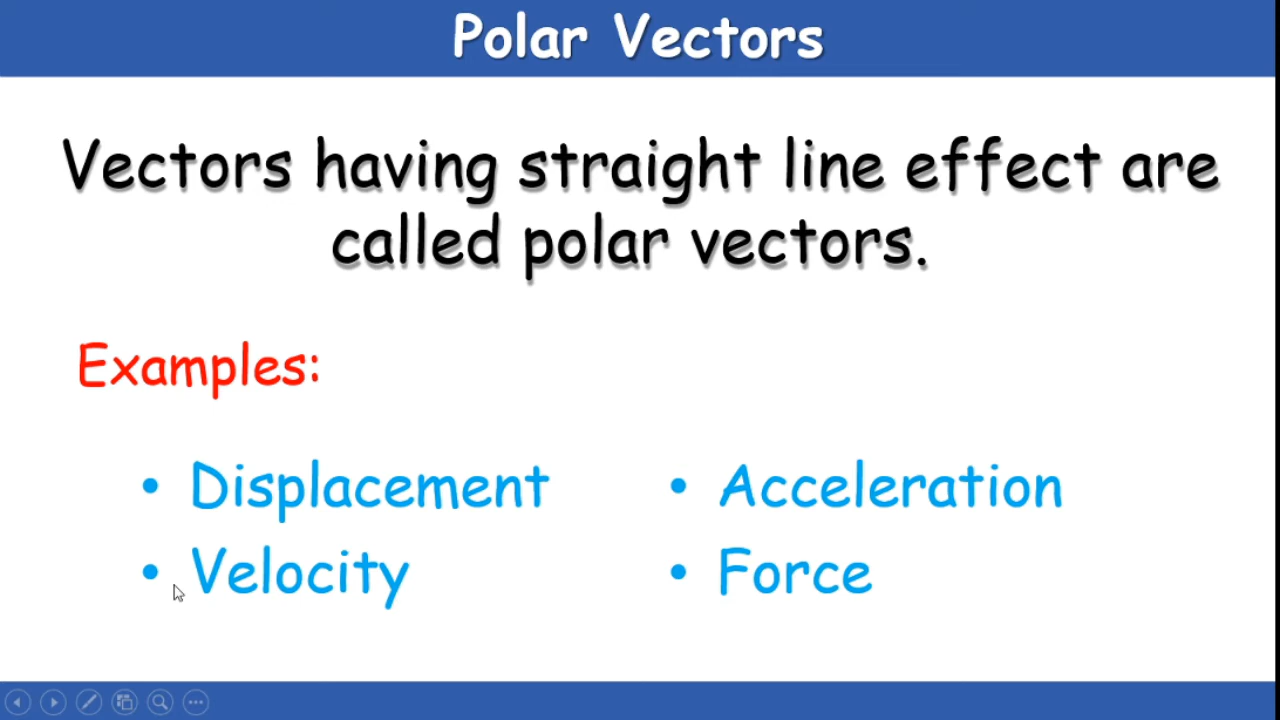 Polar Vectors
Vectors having straight line effect are
called polar vectors.
Examples:
• Displacement
• Acceleration
• Velocity
• Force